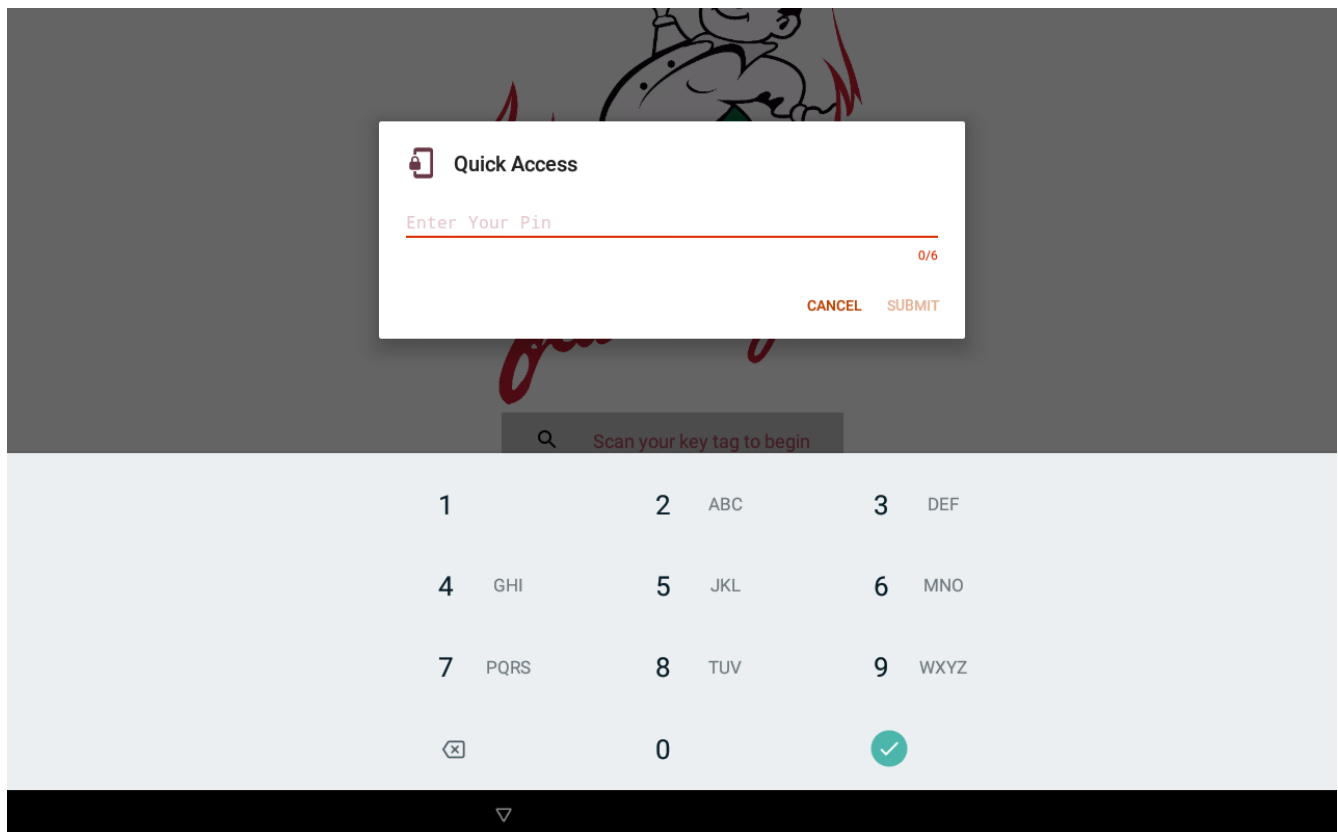 Quick Access
Enter Your Pin
0/6
CANCEL SUBMIT
Scan your key tag to begin
1 2 ABC 3 DEF
4 GHI 5 JKL 6 MNO
7 PQRS 8 TUV 9 WXYZ
0